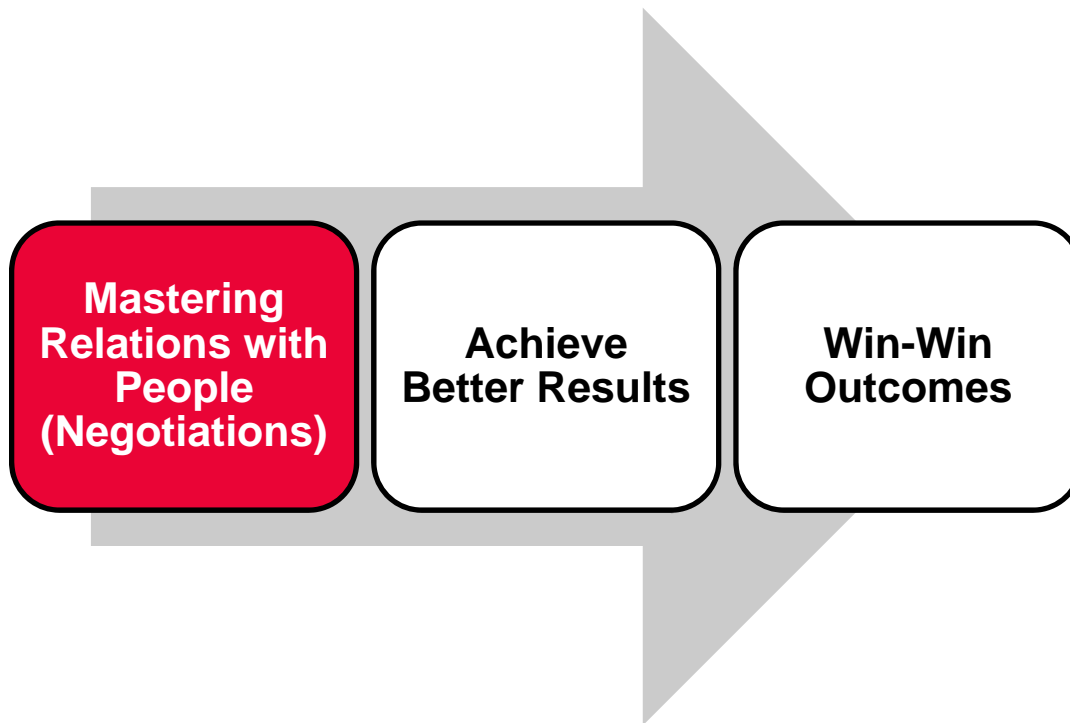 Mastering
Relations with
People
(Negotiations)
Achieve
Better Results
Win-Win
Outcomes